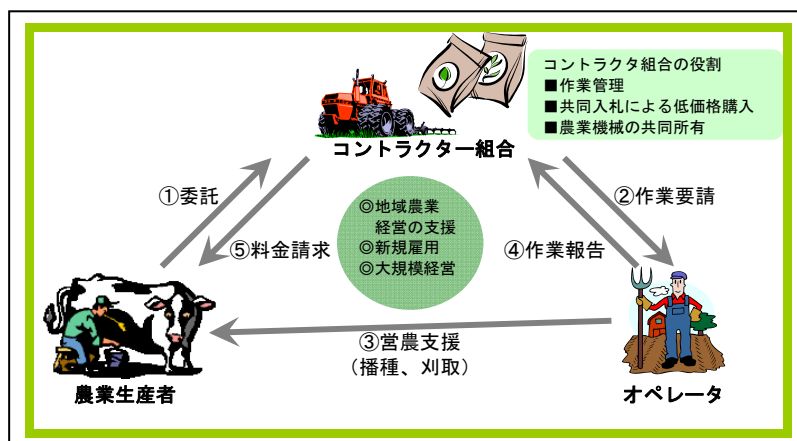 コントラクタ組合の役割
■作業管理
■共同入札による低価格購入
■農業機械の共同所有
コントラクター組合
①委託
②作業要請
◎地域農業
経営の支援
◎新規雇用
◎大規模経営
⑤料金請求
④作業報告
③営農支援
（播種、刈取）
農業生産者
オペレータ